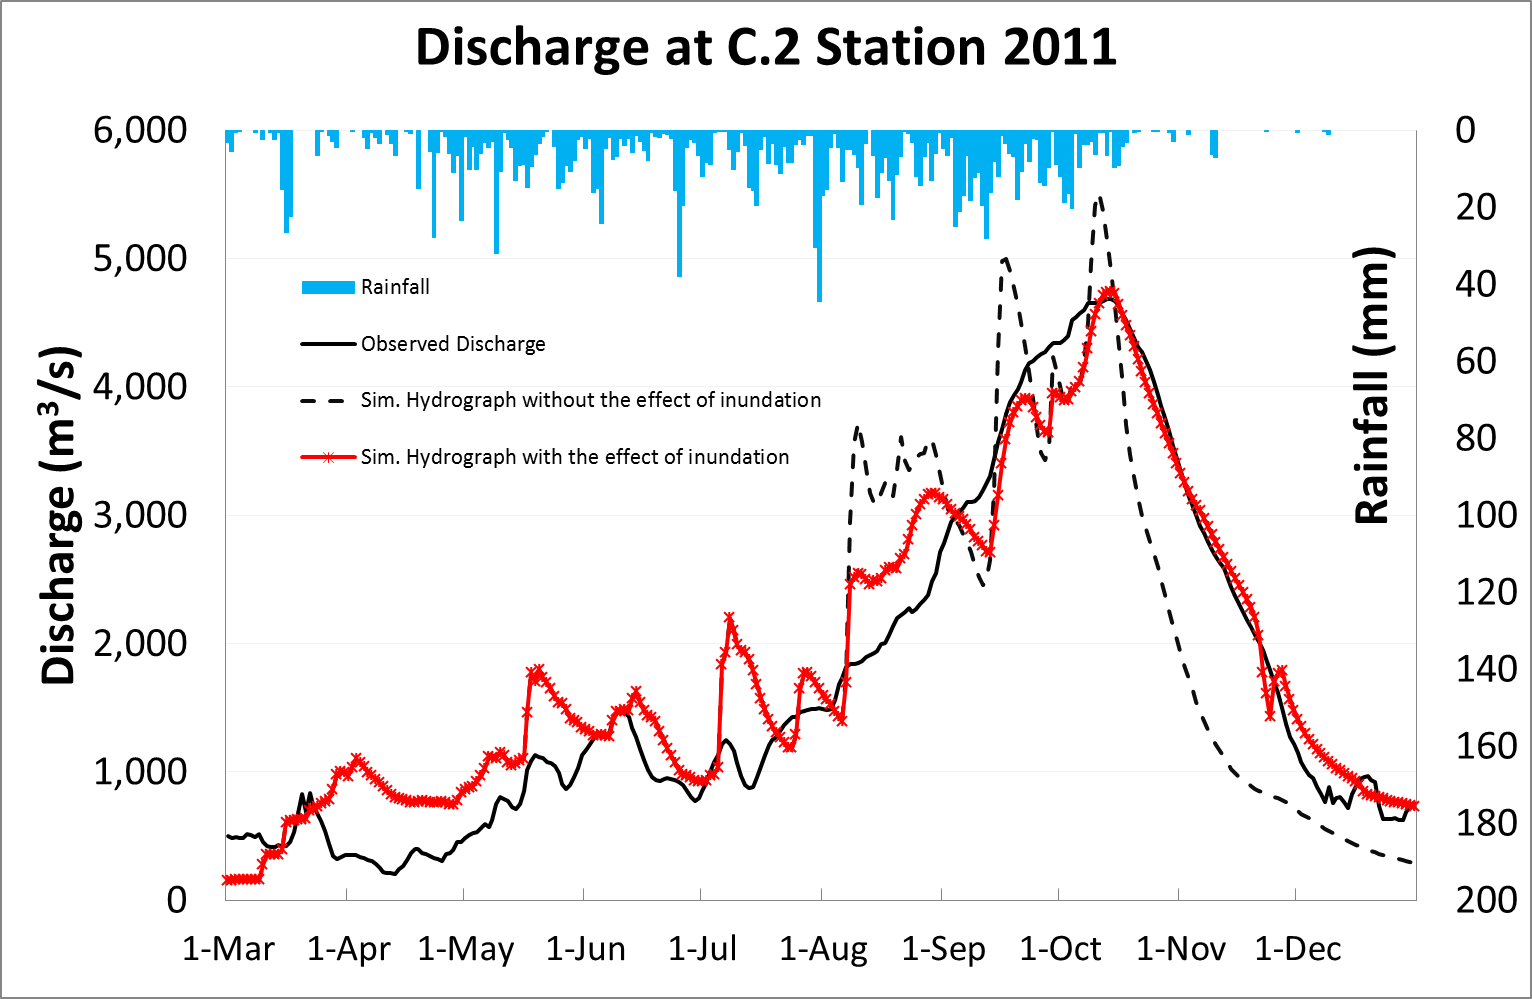 Discharge at C.2 Station 2011
6,000
5,000
4,000
3,000
2,000
1,000
0
Discharge (m³/s)
Rainfall
Observed Discharge
Sim. Hydrograph without the effect of inundation
Sim. Hydrograph with the effect of inundation
0
20
40
60
80
100
120
140
160
180
200
Rainfall (mm)
1-Mar 1-Apr 1-May 1-Jun 1-Jul 1-Aug 1-Sep 1-Oct 1-Nov 1-Dec